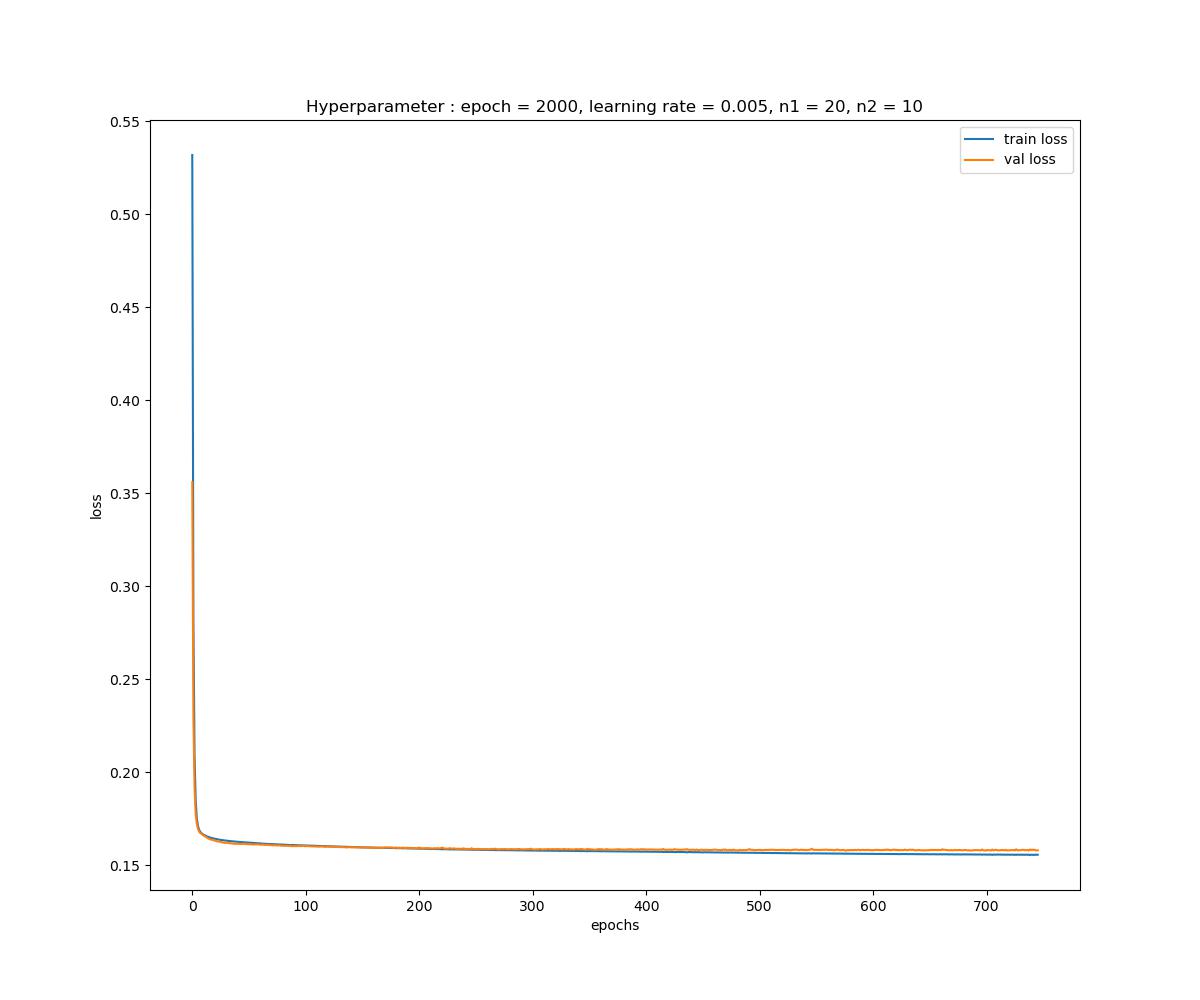 Hyperparameter : epoch = 2000, learning rate = 0.005, n1 = 20, n2 = 10
train loss
val loss
0.55
0.50
0.45
0.40
0.35
0.30
0.25
0.20
0.15
loss
0 100 200 300 400 500 600 700
epochs